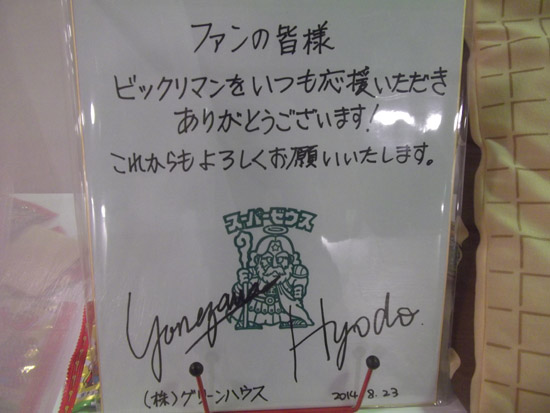 ファンの皆様
ビックリマンをいつも応援いただき
ありがとうございます!
これからもよろしくお願いいたします。
スーパーゼウス
Yoneyama Hyodo.
(株)グリーンハウス 2014.8.23